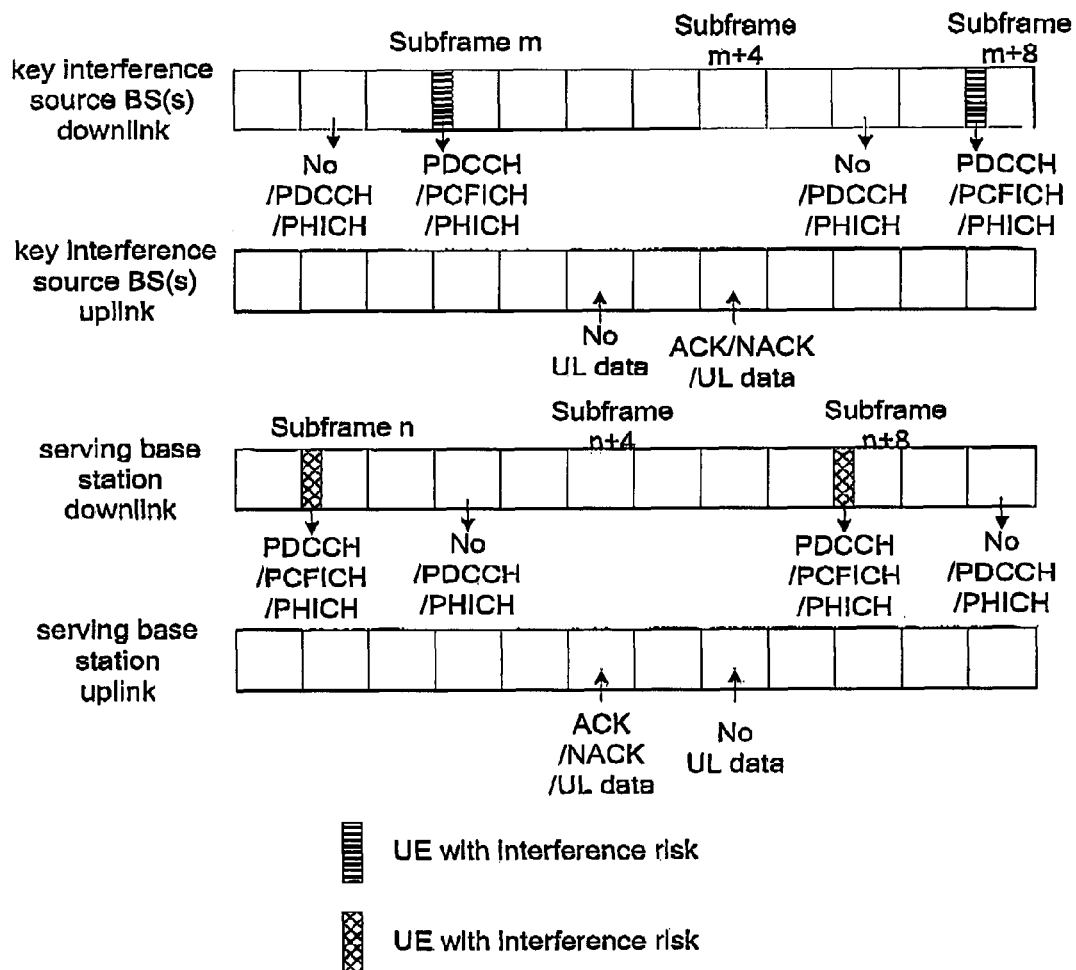 Subframe m
Subframe
m+4
Subframe
m+8
key interference
source BS(s)
downlink
No
/PDCCH
/PHICH
PDCCH
/PCFICH
/PHICH
No
/PDCCH
/PHICH
PDCCH
/PCFICH
/PHICH
key interference
source BS(s)
uplink
No
UL data
ACK/NACK
/UL data
Subframe n
Subframe
n+4
Subframe
n+8
serving base
station
downlink
PDCCH
/PCFICH
/PHICH
No
/PDCCH
/PHICH
PDCCH
/PCFICH
/PHICH
No
/PDCCH
/PHICH
serving base
station
uplink
ACK
/NACK
/UL data
No
UL data
UE with interference risk
UE with interference risk